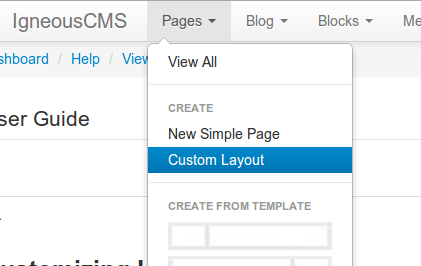 IgneousCMS Pages Blog Blocks
shboard / Help / View
View All
CREATE
ser Guide
New Simple Page
Custom Layout
CREATE FROM TEMPLATE